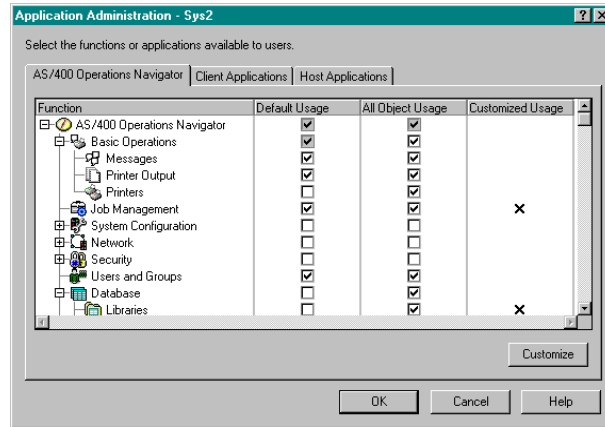 Application Administration - Sys2
Select the functions or applications available to users.
AS/400 Operations Navigator Client Applications Host Applications
Function Default Usage All Object Usage Customized Usage
AS/400 Operations Navigator
Basic Operations
Messages
Printer Output
Printers
Job Management
System Configuration
Network
Security
Users and Groups
Database
Libraries
Customize
OK Cancel Help